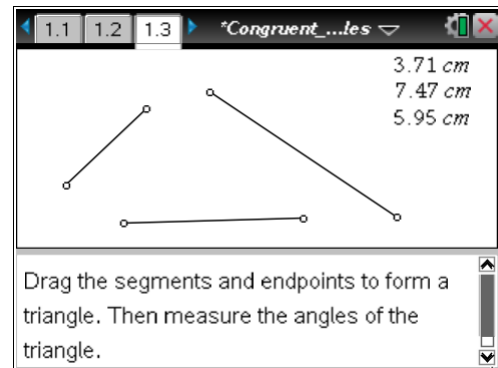 1.1 1.2 1.3 *Congruent_...les
3.71 cm
7.47 cm
5.95 cm
Drag the segments and endpoints to form a
triangle. Then measure the angles of the
triangle.